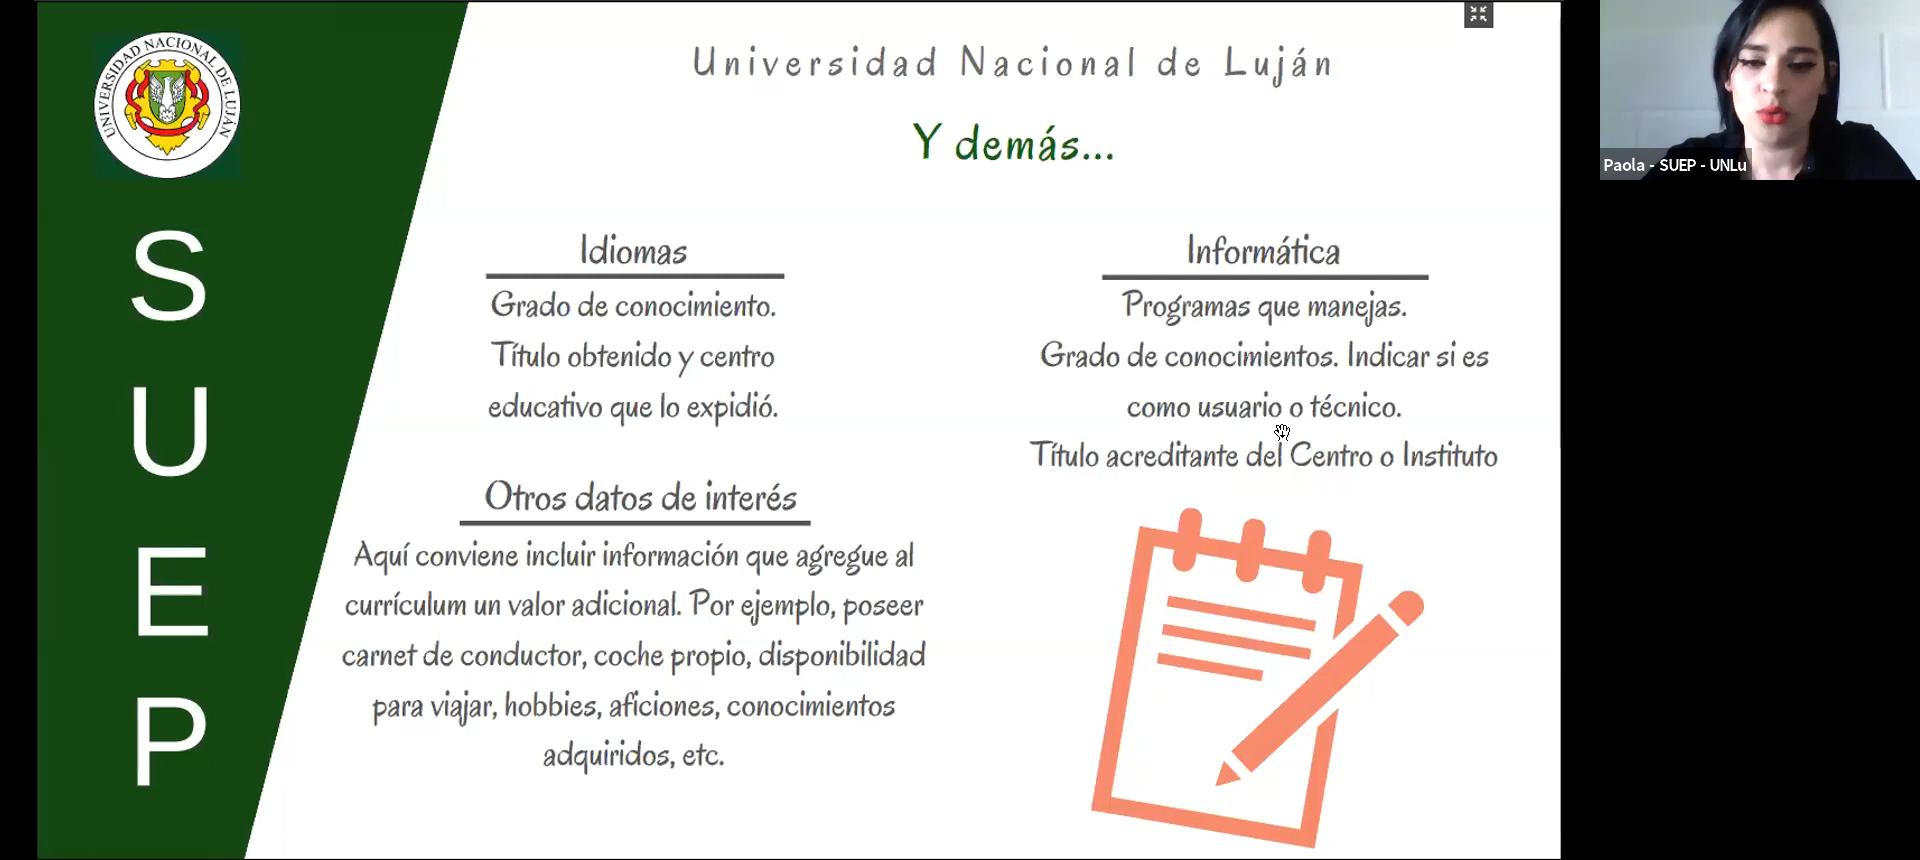 UNIVERSIDAD NACIONAL DE LUJÁN
S
U
E
P
Universidad Nacional de Luján
Y demás...
Idiomas
Grado de conocimiento.
Título obtenido y centro
educativo que lo expidió.
Otros datos de interés
Aquí conviene incluir información que agregue al
currículum un valor adicional. Por ejemplo, poseer
carnet de conductor, coche propio, disponibilidad
para viajar, hobbies, aficiones, conocimientos
adquiridos, etc.
Informática
Programas que manejas.
Grado de conocimientos. Indicar si es
como usuario o técnico.
Título acreditante del Centro o Instituto
Paola - SUEP - UNLu